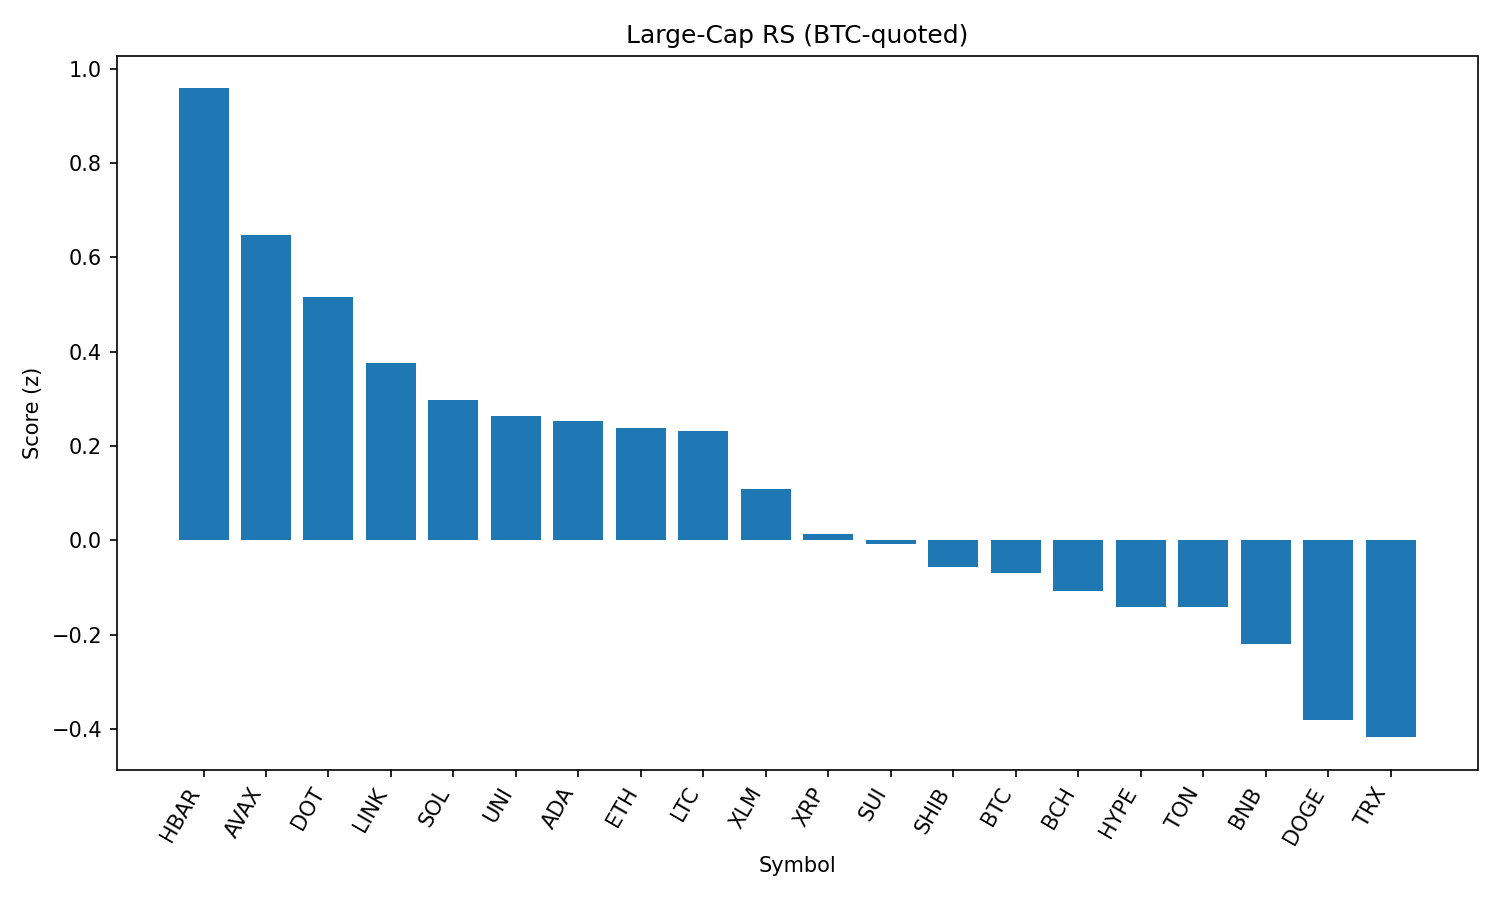 Large-Cap RS (BTC-quoted)
Score (z)
1.0
0.8
0.6
0.4
0.2
0.0
−0.2
−0.4
HBAR
AVAX
DOT
LINK
SOL
UNI
ADA
ETH
LTC
XLM
XRP
SUI
SHIB
BTC
BCH
HYPE
TON
BNB
DOGE
TRX
Symbol